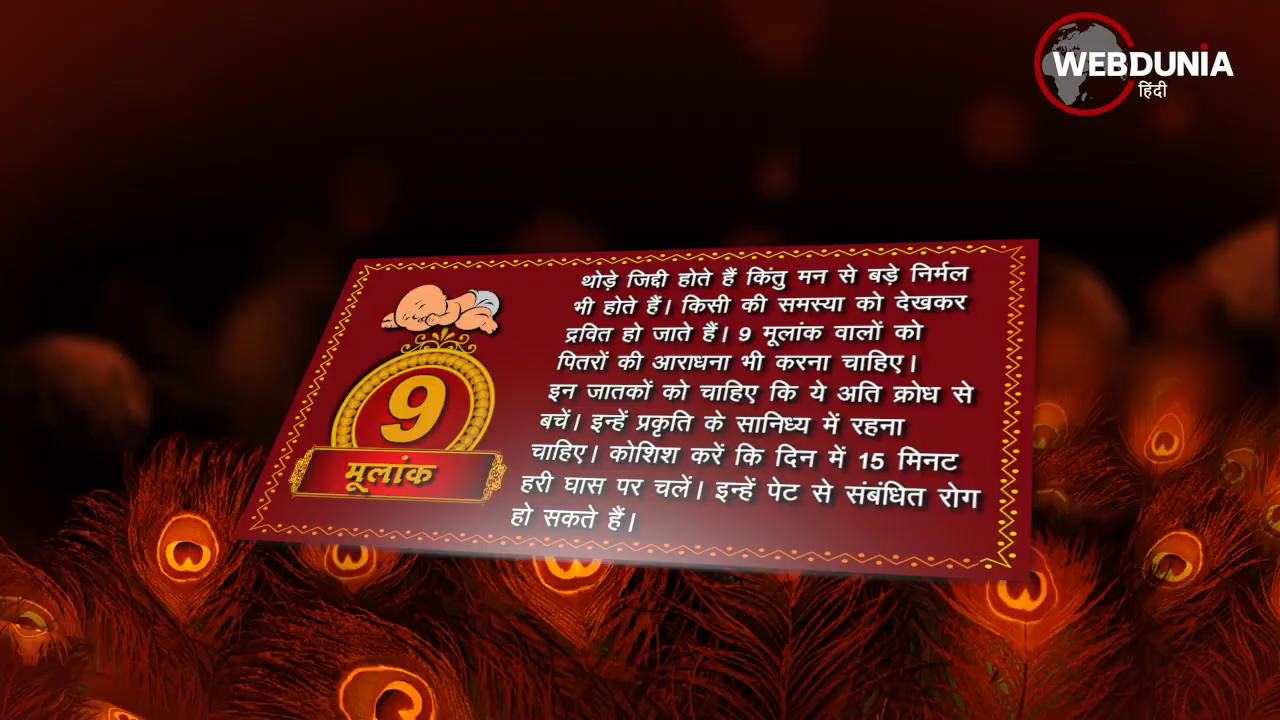 WEBDUNIA
हिंदी
थोड़े जिद्दी होते हैं किंतु मन से बड़े निर्मल
भी होते हैं। किसी की समस्या को देखकर
द्रवित हो जाते हैं। 9 मूलांक वालों को
पितरों की आराधना भी करना चाहिए।
इन जातकों को चाहिए कि ये अति क्रोध से
बचें। इन्हें प्रकृति के सानिध्य में रहना
चाहिए। कोशिश करें कि दिन में 15 मिनट
हरी घास पर चलें। इन्हें पेट से संबंधित रोग
हो सकते हैं।
9
मूलांक